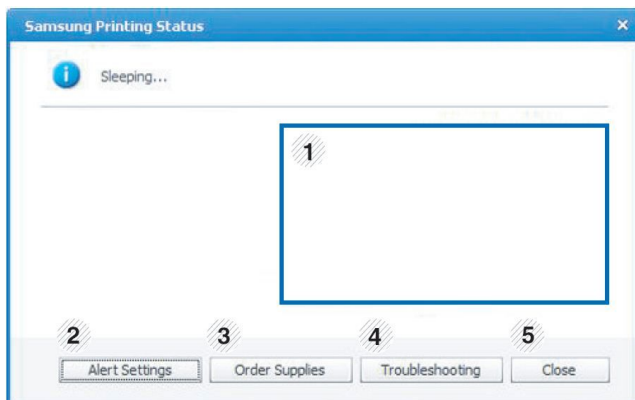 Samsung Printing Status
Sleeping...
1
2 3 4 5
Alert Settings Order Supplies Troubleshooting Close